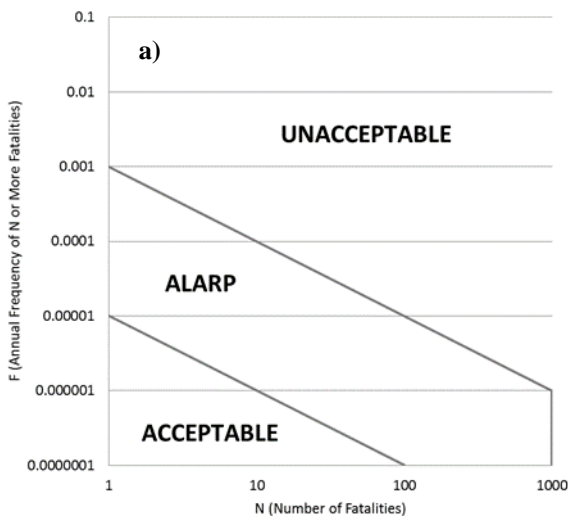 a)
0.1
0.01
UNACCEPTABLE
0.001
0.0001
ALARP
0.00001
0.000001
ACCEPTABLE
0.0000001
1 10 100 1000
N (Number of Fatalities)
F (Annual Frequency of N or More Fatalities)